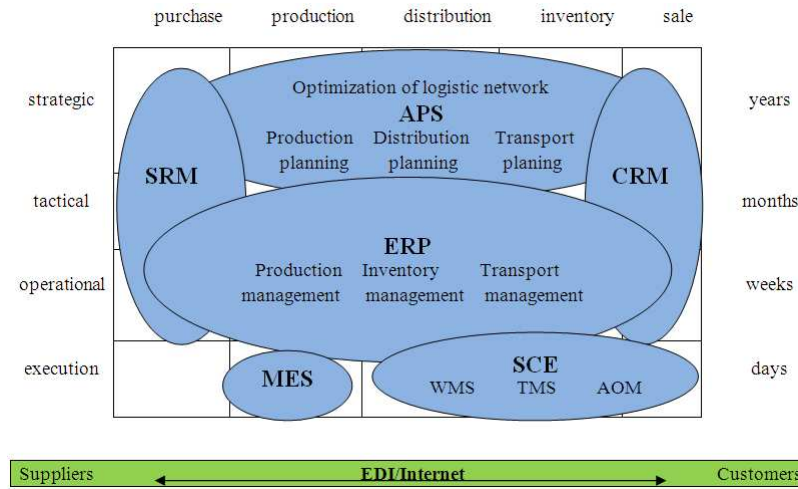 purchase production distribution inventory sale
strategic
Optimization of logistic network
years
APS
Production Distribution Transport
planning planning planing
SRM
CRM
tactical
months
ERP
Production Inventory Transport
management management management
operational
weeks
execution
SCE
days
MES
WMS TMS AOM
Suppliers EDI/Internet Customers